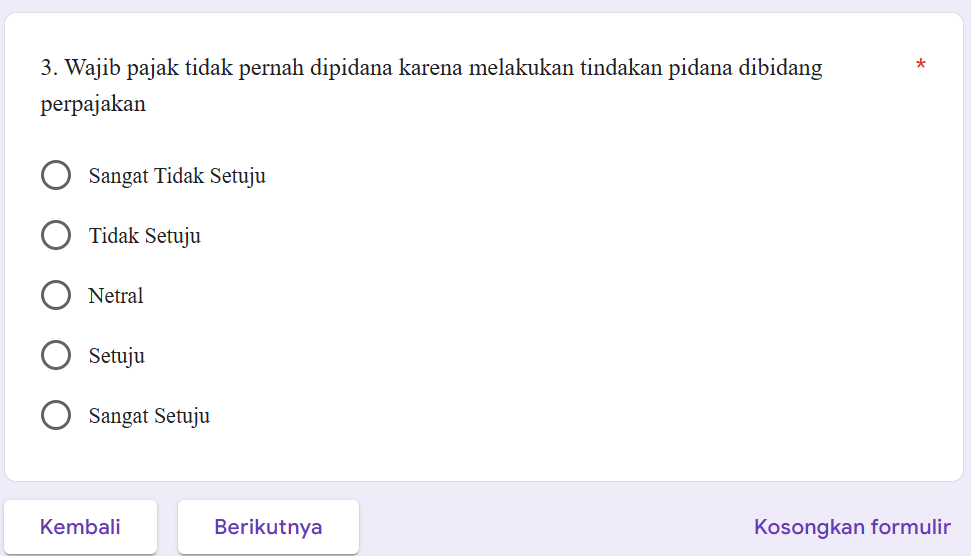 3. Wajib pajak tidak pernah dipidana karena melakukan tindakan pidana dibidang *
perpajakan
Sangat Tidak Setuju
Tidak Setuju
Netral
Setuju
Sangat Setuju
Kembali Berikutnya Kosongkan formulir